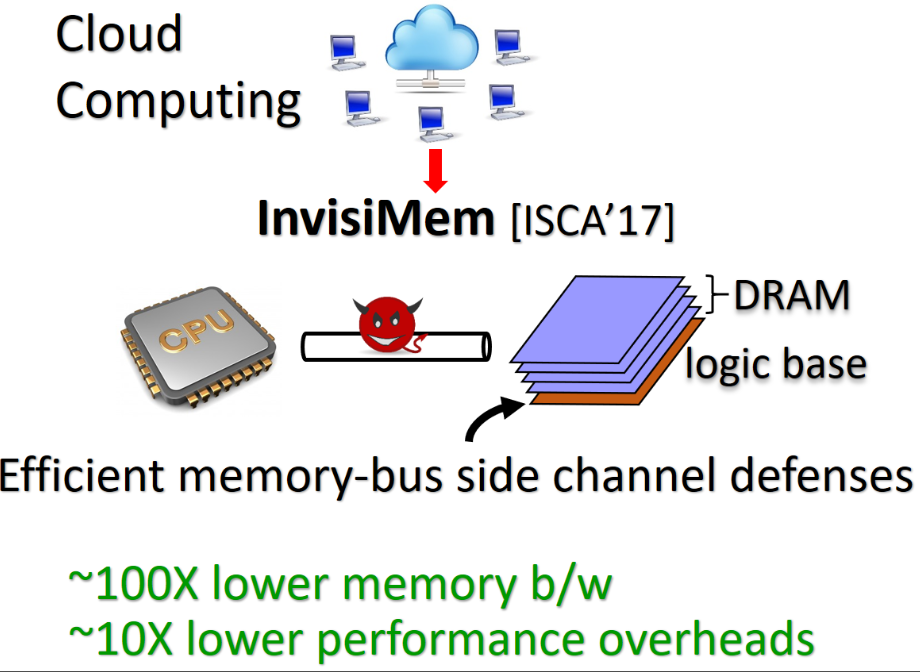 Cloud
Computing
InvisiMem [ISCA’17]
CPU
DRAM
logic base
Efficient memory-bus side channel defenses
~100X lower memory b/w
~10X lower performance overheads